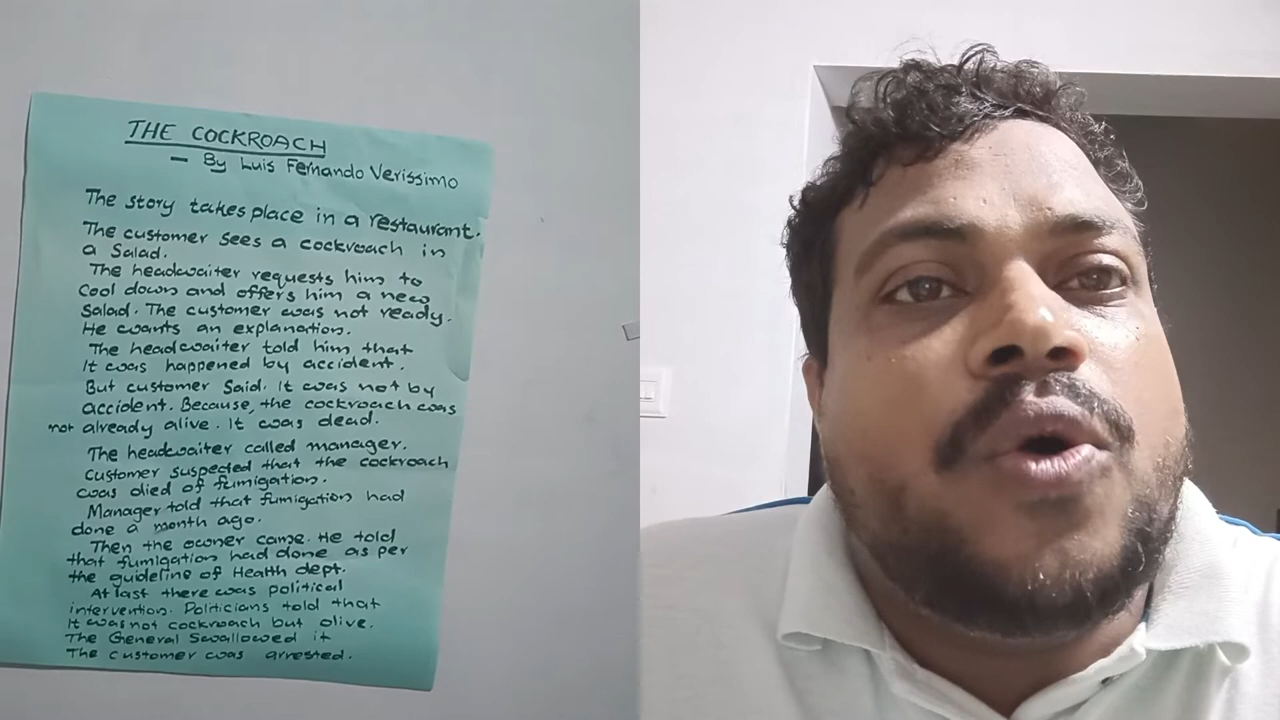 THE COCKROACH
- By Luis Fernando Verissimo
The story takes place in a restaurant.
The customer sees a cockroach in
a Salad.
The headwaiter requests him to
Cool down and offers him a new
Salad. The customer was not ready.
He wants an explanation.
The headwaiter told him that
It was happened by accident.
But customer Said. It was not by
accident. Because, the cockroach was
not already alive. It was dead.
The headwaiter called manager.
Customer suspected that the cockroach
was died of fumigation.
Manager told that fumigation had
done a month ago.
Then the owner came. He told
that fumigation had done as per
the guideline of Health dept.
At last there was political
intervention. Politicians told that
It was not cockroach but olive.
The General Swallowed it
The customer was arrested.